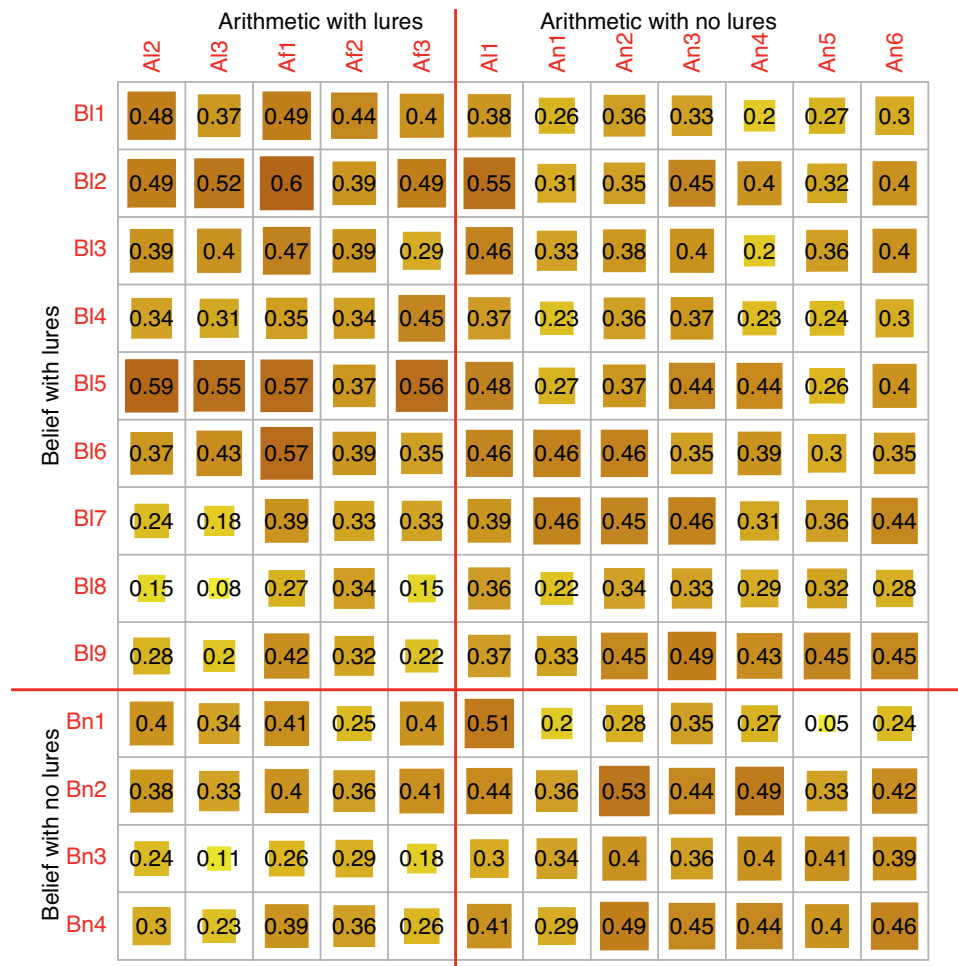 Arithmetic with lures Arithmetic with no lures
Al2 Al3 Af1 Af2 Af3 Al1 An1 An2 An3 An4 An5 An6
Belief with lures
Bl1 0.48 0.37 0.49 0.44 0.4 0.38 0.26 0.36 0.33 0.2 0.27 0.3
Bl2 0.49 0.52 0.6 0.39 0.49 0.55 0.31 0.35 0.45 0.4 0.32 0.4
Bl3 0.39 0.4 0.47 0.39 0.29 0.46 0.33 0.38 0.4 0.2 0.36 0.4
Bl4 0.34 0.31 0.35 0.34 0.45 0.37 0.23 0.36 0.37 0.23 0.24 0.3
Bl5 0.59 0.55 0.57 0.37 0.56 0.48 0.27 0.37 0.44 0.44 0.26 0.4
Bl6 0.37 0.43 0.57 0.39 0.35 0.46 0.46 0.46 0.35 0.39 0.3 0.35
Bl7 0.24 0.18 0.39 0.33 0.33 0.39 0.46 0.45 0.46 0.31 0.36 0.44
Bl8 0.15 0.08 0.27 0.34 0.15 0.36 0.22 0.34 0.33 0.29 0.32 0.28
Bl9 0.28 0.2 0.42 0.32 0.22 0.37 0.33 0.45 0.49 0.43 0.45 0.45
Belief with no lures
Bn1 0.4 0.34 0.41 0.25 0.4 0.51 0.2 0.28 0.35 0.27 0.05 0.24
Bn2 0.38 0.33 0.4 0.36 0.41 0.44 0.36 0.53 0.44 0.49 0.33 0.42
Bn3 0.24 0.11 0.26 0.29 0.18 0.3 0.34 0.4 0.36 0.4 0.41 0.39
Bn4 0.3 0.23 0.39 0.36 0.26 0.41 0.29 0.49 0.45 0.44 0.4 0.46